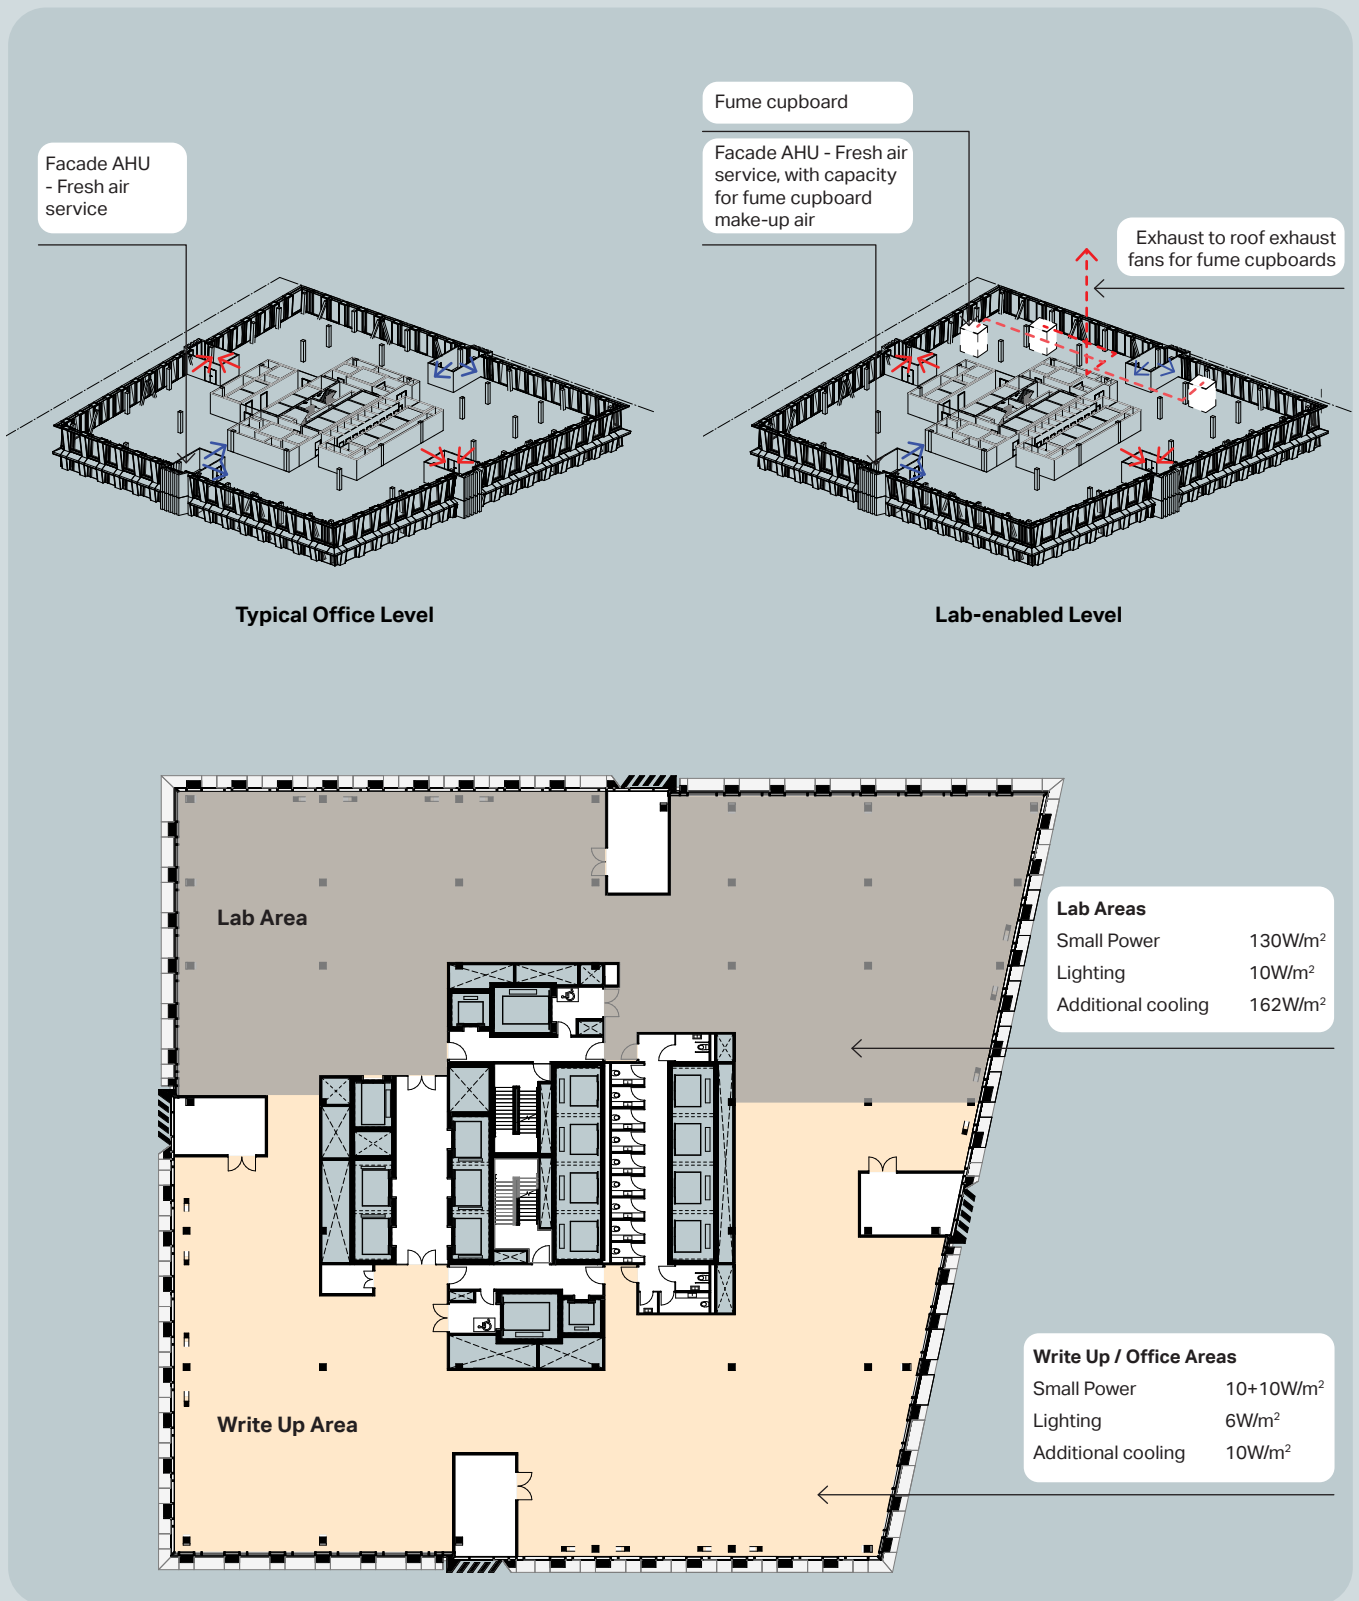 Fume cupboard
Facade AHU
- Fresh air
service
Facade AHU - Fresh air
service, with capacity
for fume cupboard
make-up air
Exhaust to roof exhaust
fans for fume cupboards
Typical Office Level
Lab-enabled Level
Lab Area
Lab Areas
Small Power 130W/m²
Lighting 10W/m²
Additional cooling 162W/m²
Write Up Area
Write Up / Office Areas
Small Power 10+10W/m²
Lighting 6W/m²
Additional cooling 10W/m²